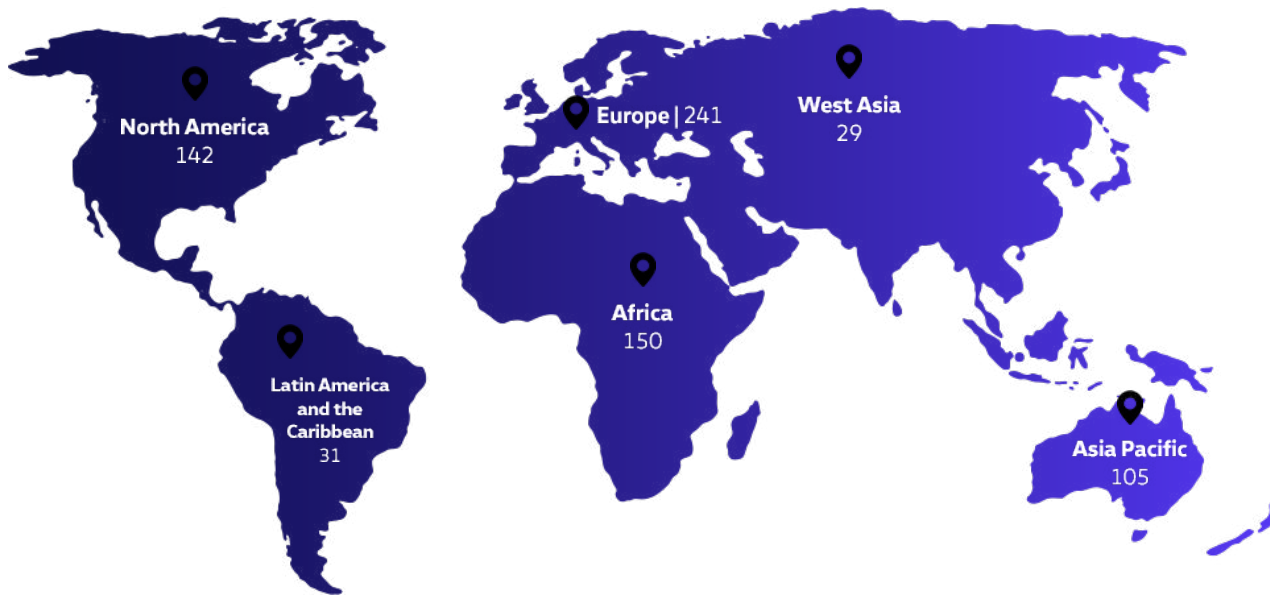 North America
142
Europe | 241
West Asia
29
Africa
150
Latin America
and the
Caribbean
31
Asia Pacific
105